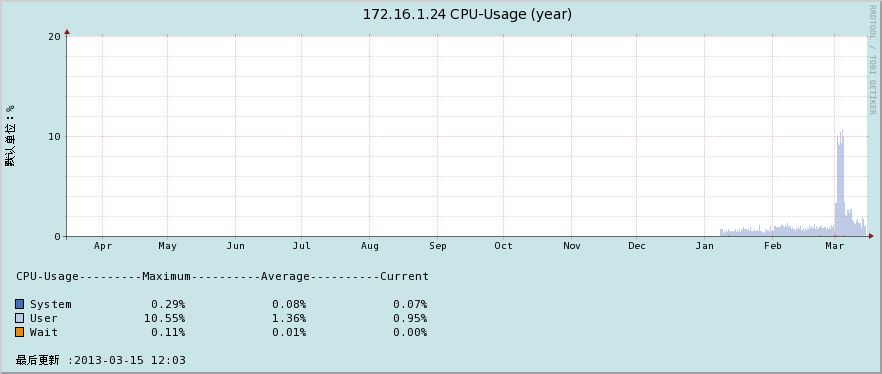 172.16.1.24 CPU-Usage (year)
RRDTOOL / TOBI OETIKER
默认单位：%
20
10
0
Apr May Jun Jul Aug Sep Oct Nov Dec Jan Feb Mar
CPU-Usage---------Maximum----------Average----------Current
System 0.29% 0.08% 0.07%
User 10.55% 1.36% 0.95%
Wait 0.11% 0.01% 0.00%
最后更新 :2013-03-15 12:03